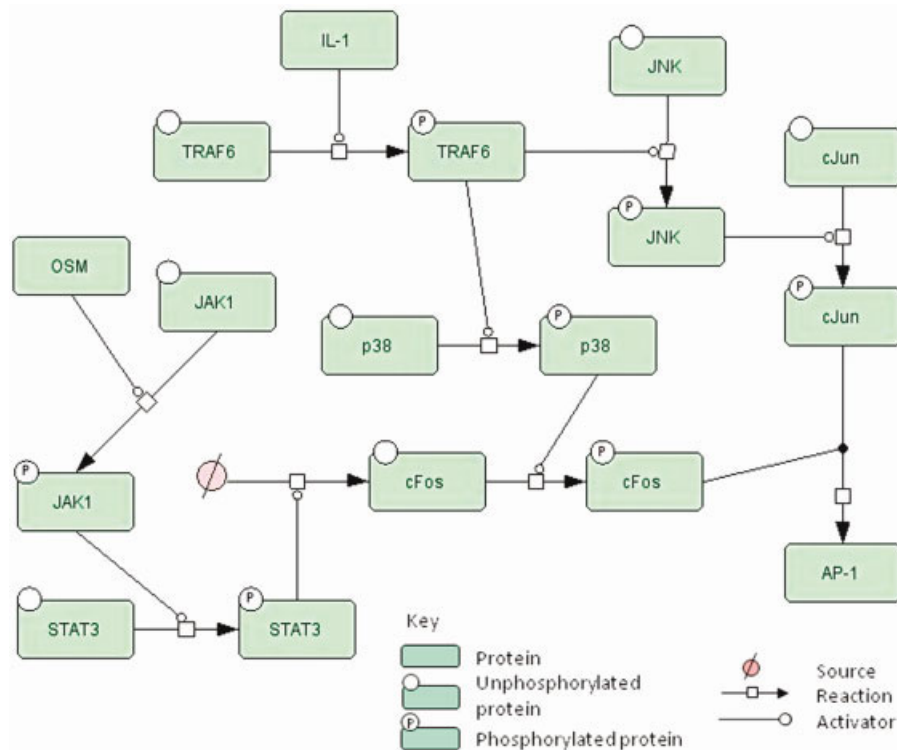 IL-1
JNK
P
TRAF6
TRAF6
cJun
P
JNK
OSM
JAK1
P
cJun
p38
P
p38
P
JAK1
cFos
P
cFos
STAT3
P
STAT3
AP-1
Key
Protein
Unphosphorylated
protein
P
Phosphorylated protein
Source
Reaction
Activator